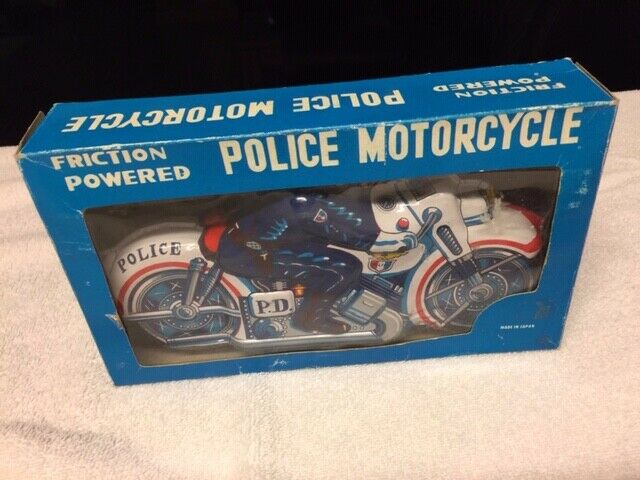 FRICTION
POWERED
POLICE MOTORCYCLE
FRICTION
POWERED
POLICE MOTORCYCLE
POLICE
P.D
MADE IN JAPAN